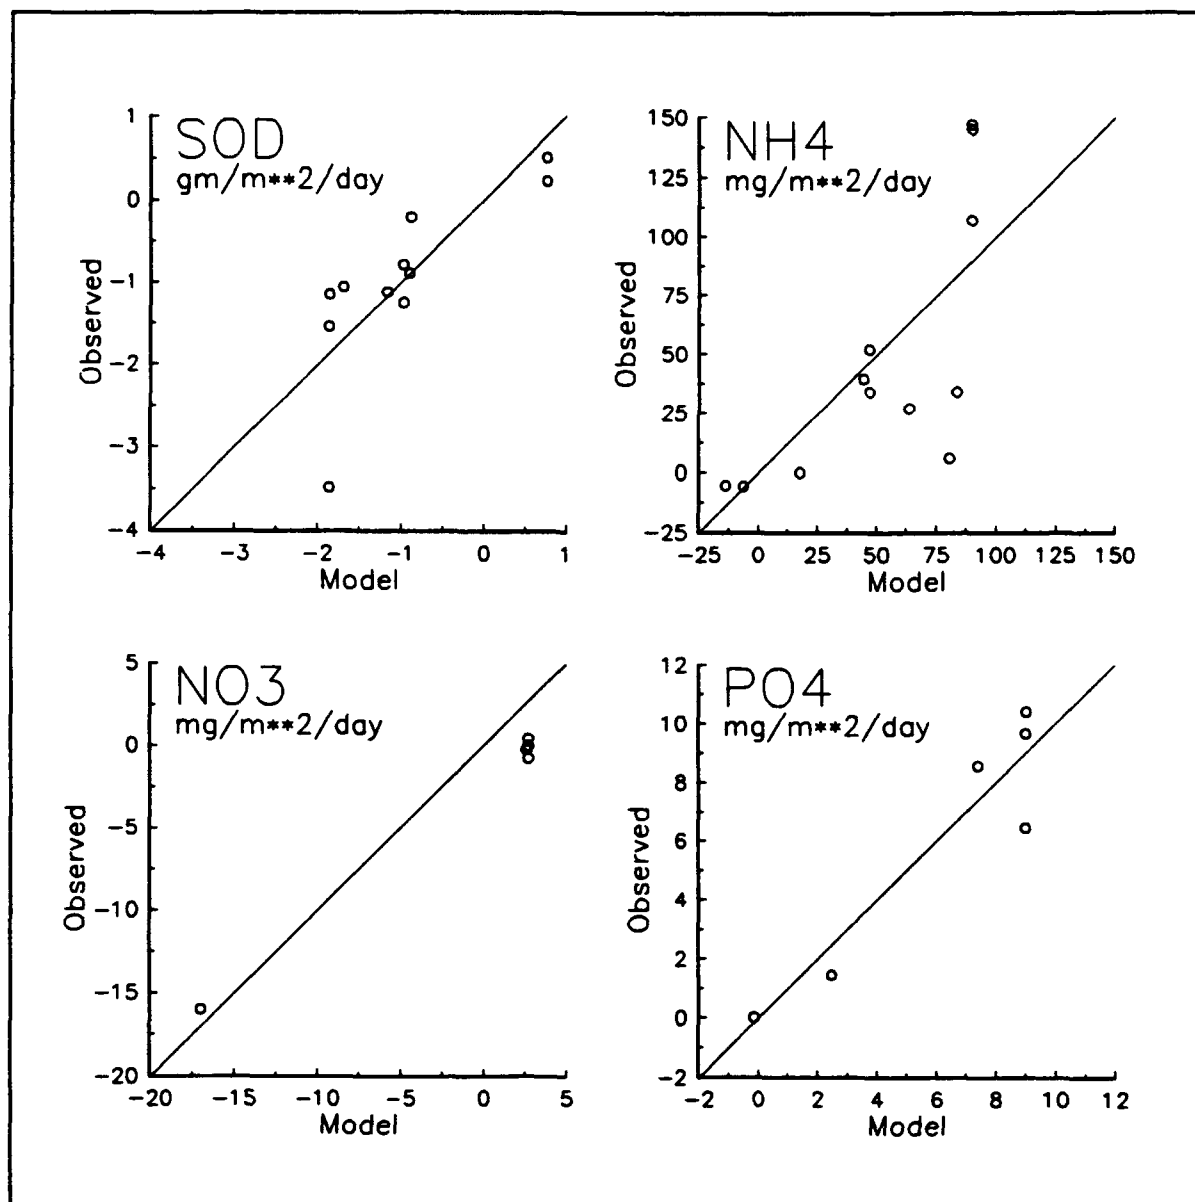 SOD
gm/m**2/day
1
0
-1
-2
-3
-4
Observed
-4 -3 -2 -1 0 1
Model
NH4
mg/m**2/day
150
125
100
75
50
25
0
-25
Observed
-25 0 25 50 75 100 125 150
Model
NO3
mg/m**2/day
5
0
-5
-10
-15
-20
Observed
-20 -15 -10 -5 0 5
Model
PO4
mg/m**2/day
12
10
8
6
4
2
0
-2
Observed
-2 0 2 4 6 8 10 12
Model